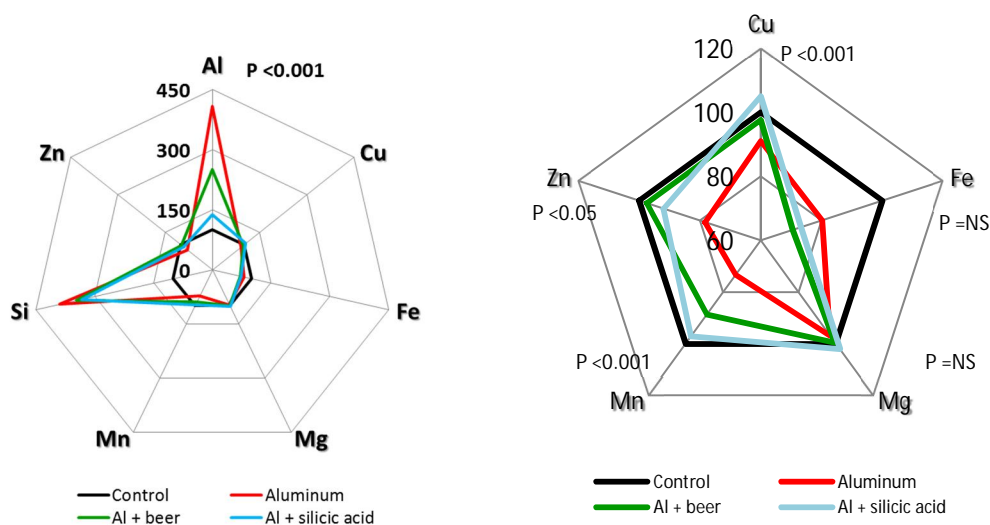 Al P <0.001
450
Zn
Cu
300
150
0
Si
Fe
Mn
Mg
Control Aluminum
Al + beer Al + silicic acid
Cu
120
P <0.001
100
Zn
Fe
80
P <0.05
P =NS
60
P <0.001
P =NS
Mn
Mg
Control Aluminum
Al + beer Al + silicic acid